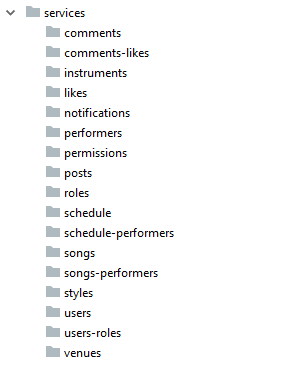 services
comments
comments-likes
instruments
likes
notifications
performers
permissions
posts
roles
schedule
schedule-performers
songs
songs-performers
styles
users
users-roles
venues